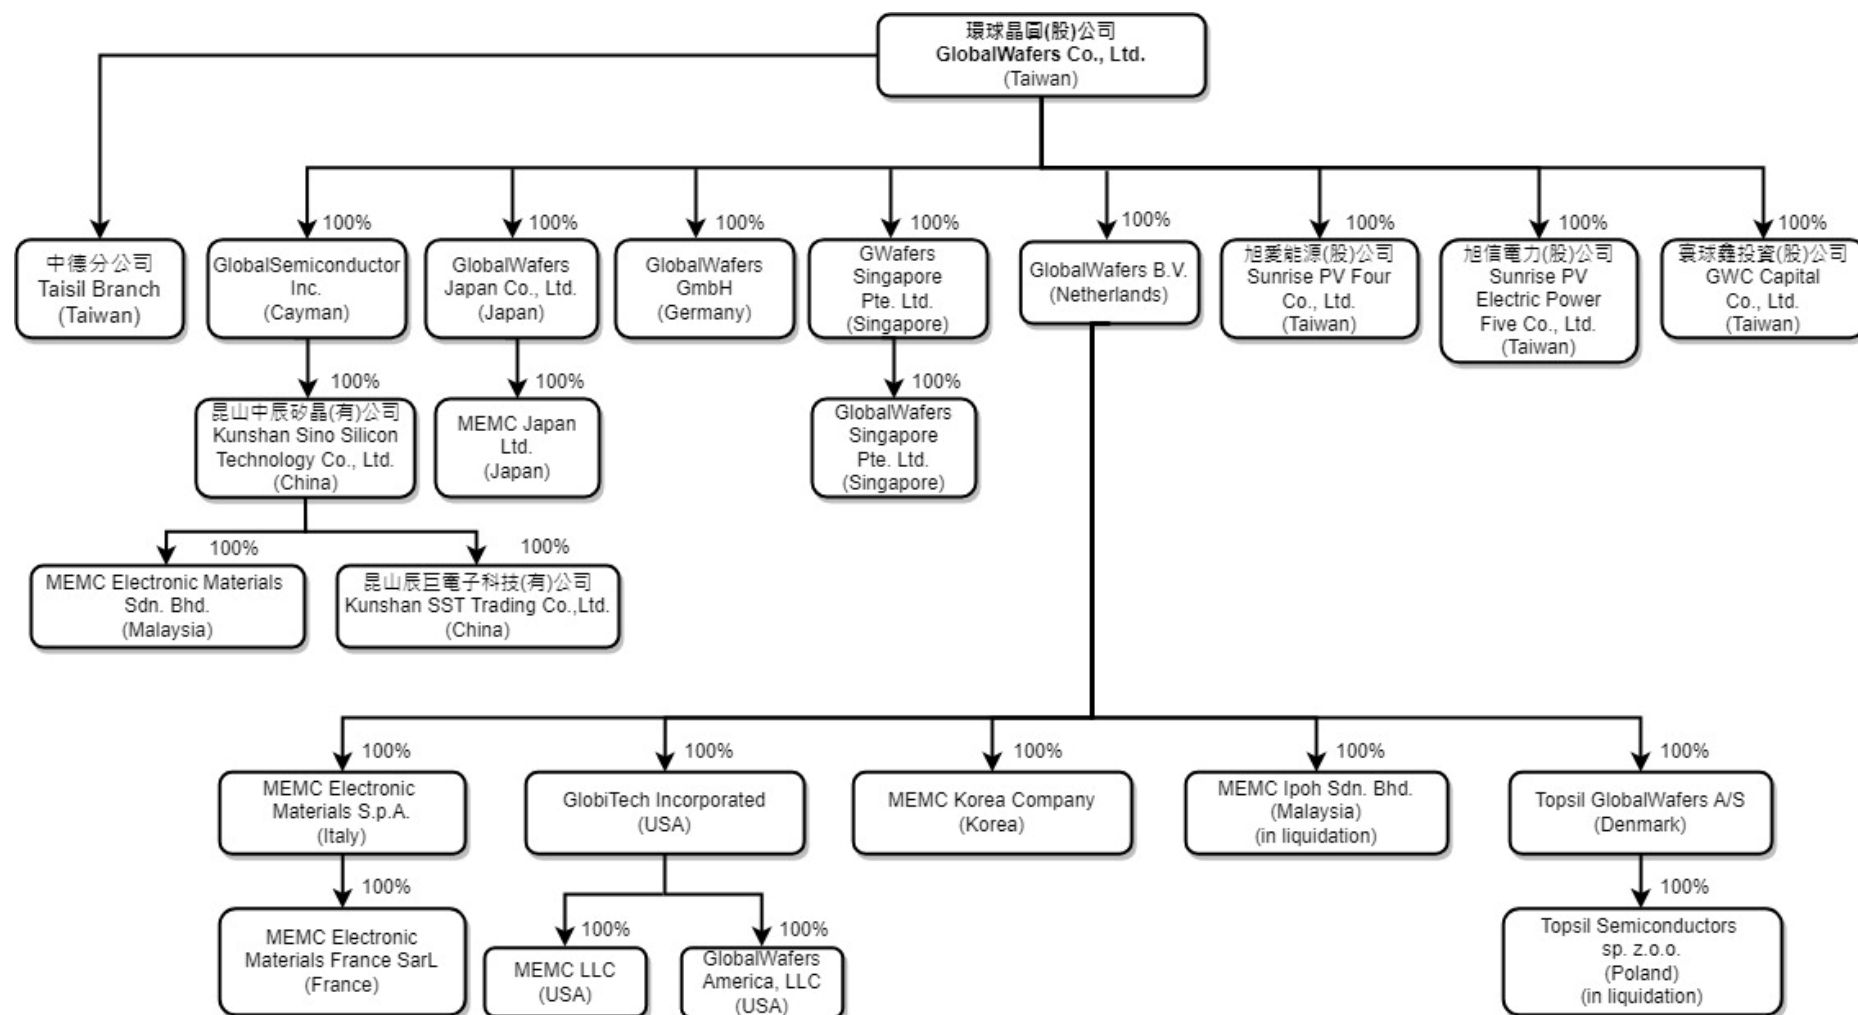 環球晶圓(股)公司
GlobalWafers Co., Ltd.
(Taiwan)
100%
100%
100%
100%
100%
100%
100%
100%
中德分公司
Taisil Branch
(Taiwan)
GlobalSemiconductor
Inc.
(Cayman)
GlobalWafers
Japan Co., Ltd.
(Japan)
GlobalWafers
GmbH
(Germany)
GWafers
Singapore
Pte. Ltd.
(Singapore)
GlobalWafers B.V.
(Netherlands)
旭愛能源(股)公司
Sunrise PV Four
Co., Ltd.
(Taiwan)
旭信電力(股)公司
Sunrise PV
Electric Power
Five Co., Ltd.
(Taiwan)
寰球鑫投資(股)公司
GWC Capital
Co., Ltd.
(Taiwan)
100%
100%
100%
昆山中辰矽晶(有)公司
Kunshan Sino Silicon
Technology Co., Ltd.
(China)
MEMC Japan
Ltd.
(Japan)
GlobalWafers
Singapore
Pte. Ltd.
(Singapore)
100%
100%
MEMC Electronic Materials
Sdn. Bhd.
(Malaysia)
昆山辰巨電子科技(有)公司
Kunshan SST Trading Co.,Ltd.
(China)
100%
100%
100%
100%
100%
MEMC Electronic
Materials S.p.A.
(Italy)
GlobiTech Incorporated
(USA)
MEMC Korea Company
(Korea)
MEMC Ipoh Sdn. Bhd.
(Malaysia)
(in liquidation)
Topsil GlobalWafers A/S
(Denmark)
100%
100%
100%
100%
MEMC Electronic
Materials France SarL
(France)
MEMC LLC
(USA)
GlobalWafers
America, LLC
(USA)
Topsil Semiconductors
sp. z.o.o.
(Poland)
(in liquidation)